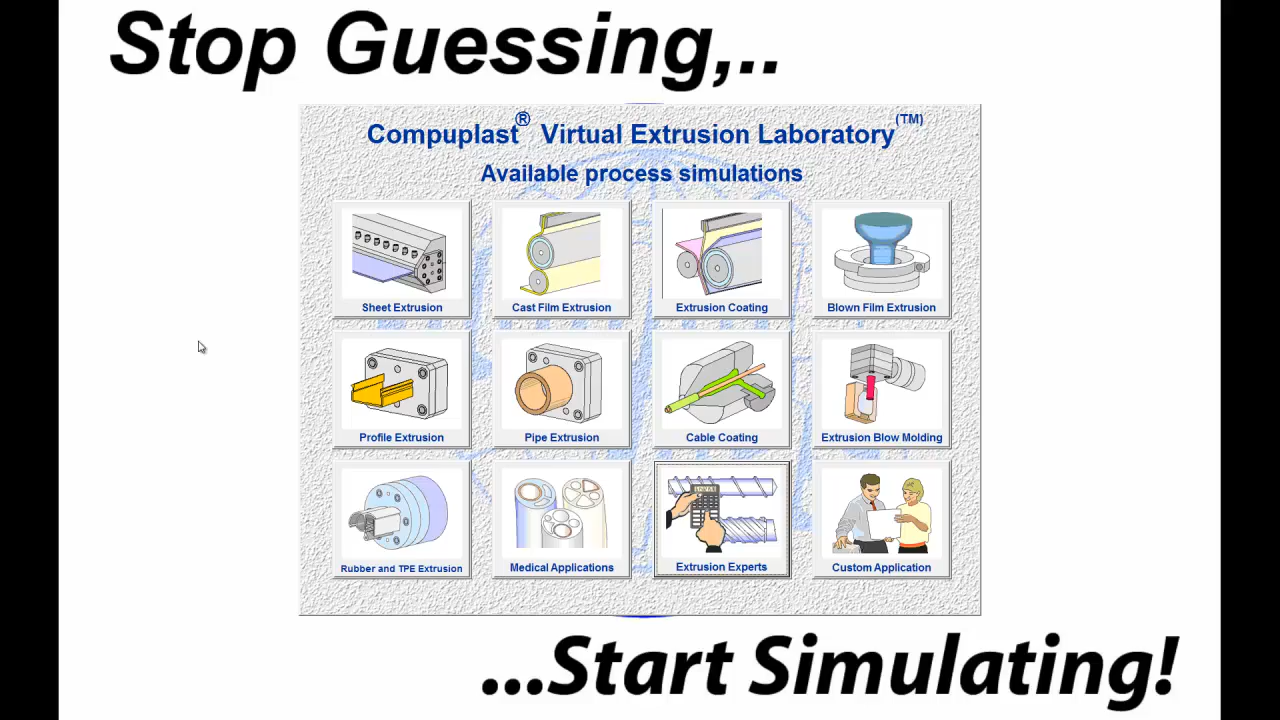 Stop Guessing,..
Compuplast® Virtual Extrusion Laboratory(TM)
Available process simulations
Sheet Extrusion
Cast Film Extrusion
Extrusion Coating
Blown Film Extrusion
Profile Extrusion
Pipe Extrusion
Cable Coating
Extrusion Blow Molding
Rubber and TPE Extrusion
Medical Applications
Extrusion Experts
Custom Application
...Start Simulating!